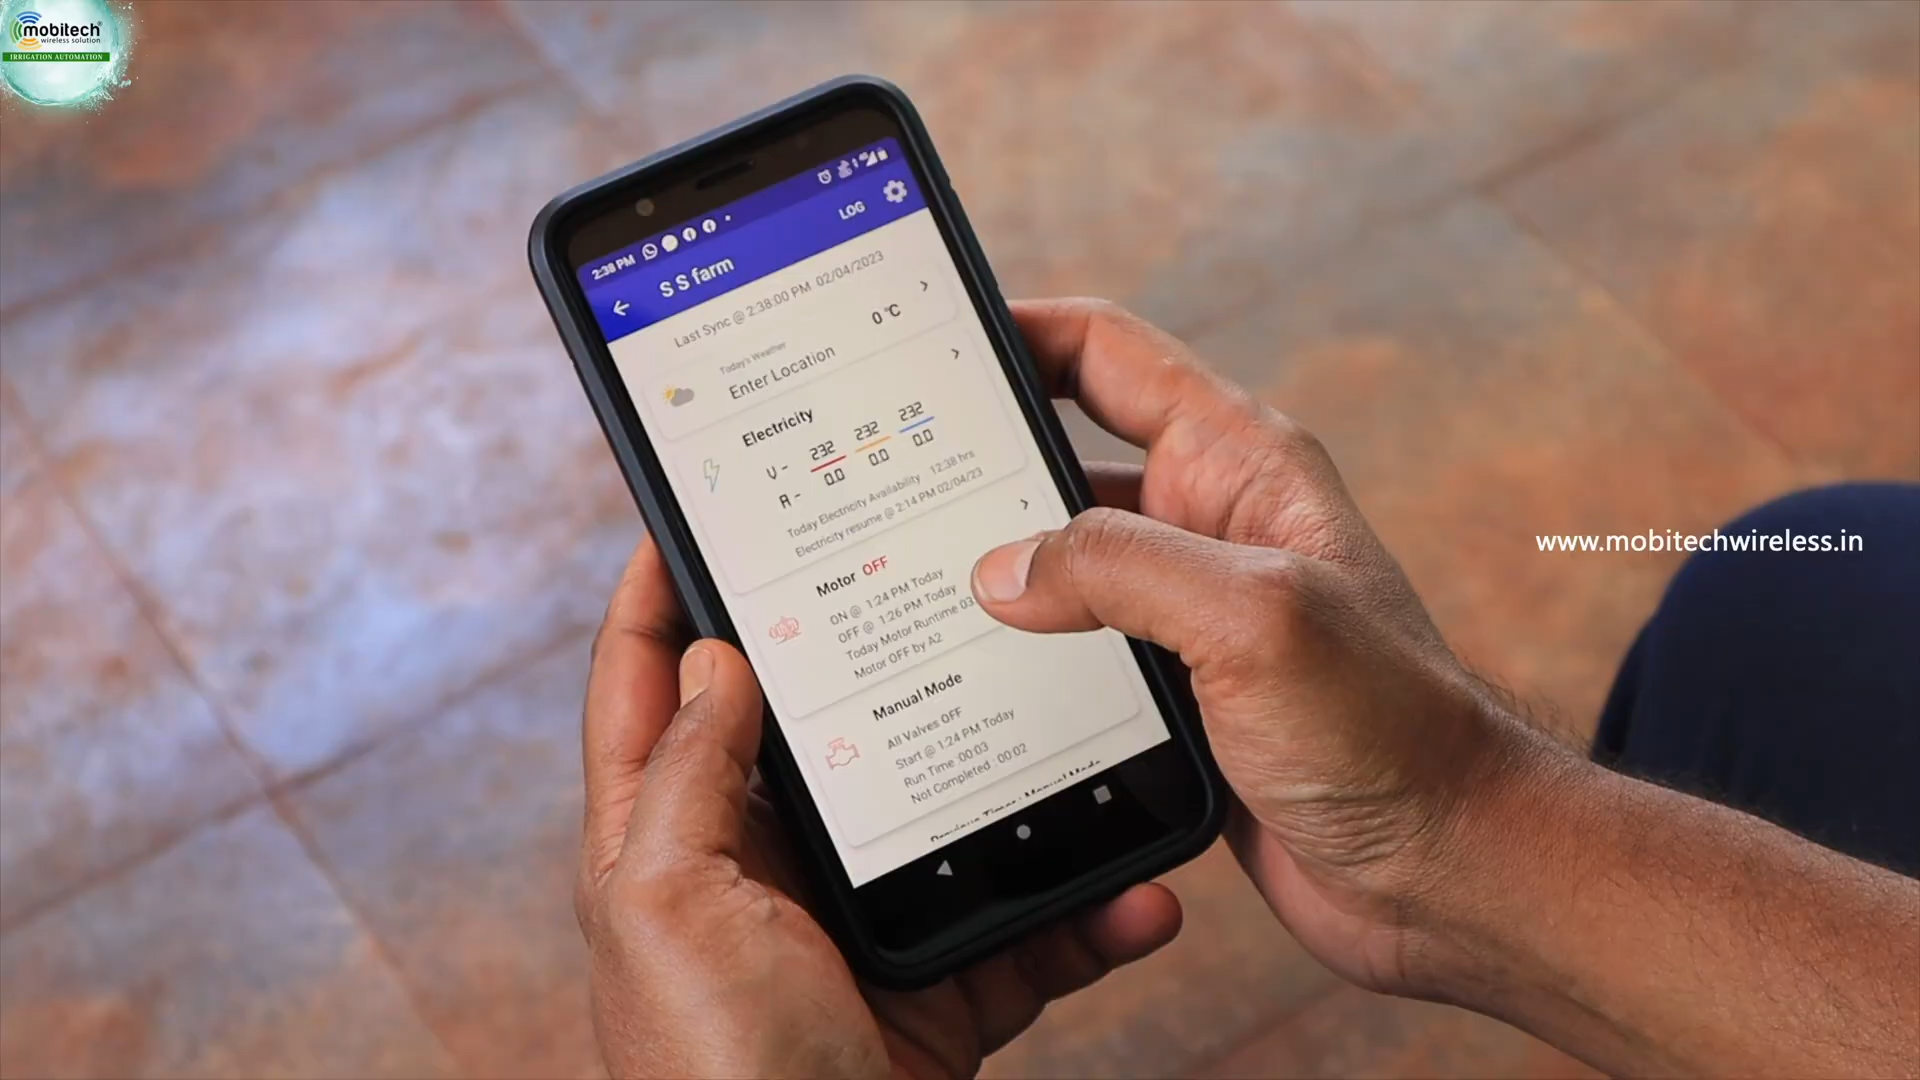 mobitech
wireless solution
IRRIGATION AUTOMATION
2:38 PM
LOG
S S farm
Last Sync @ 2:38:00 PM 02/04/2023
Today's Weather
Enter Location
0 °C
Electricity
V - 232 232 232
A - 0.0 0.0 0.0
Today Electricity Availability 12:38 hrs
Electricity resume @ 2:14 PM 02/04/23
Motor OFF
ON @ 1:24 PM Today
OFF @ 1:26 PM Today
Today Motor Runtime 03
Motor OFF by A2
Manual Mode
All Valves OFF
Start @ 1:24 PM Today
Run Time :00:03
Not Completed : 00:02
Previous Timer : Manual Mode
www.mobitechwireless.in